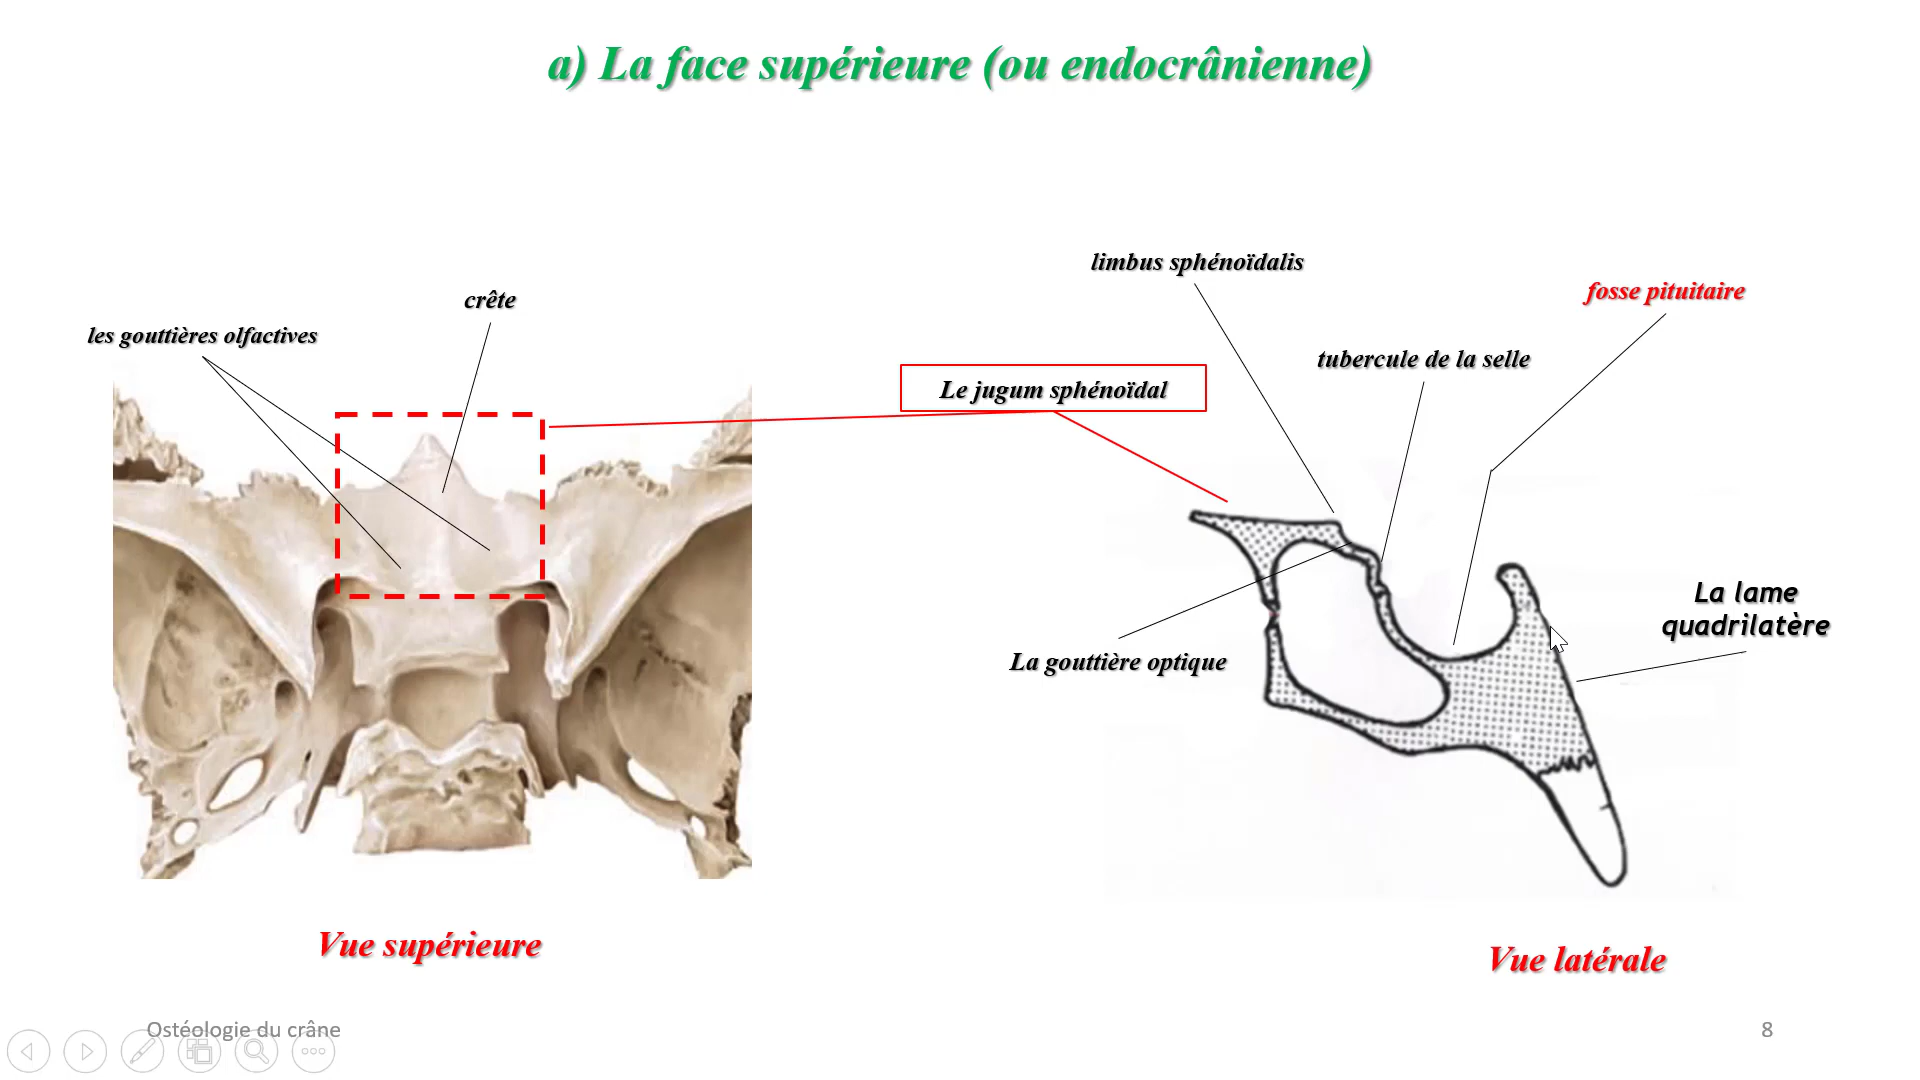 a) La face supérieure (ou endocrânienne)
limbus sphénoïdalis
fosse pituitaire
crête
les gouttières olfactives
tubercule de la selle
Le jugum sphénoïdal
La lame
quadrilatère
La gouttière optique
Vue supérieure
Vue latérale
Ostéologie du crâne
8